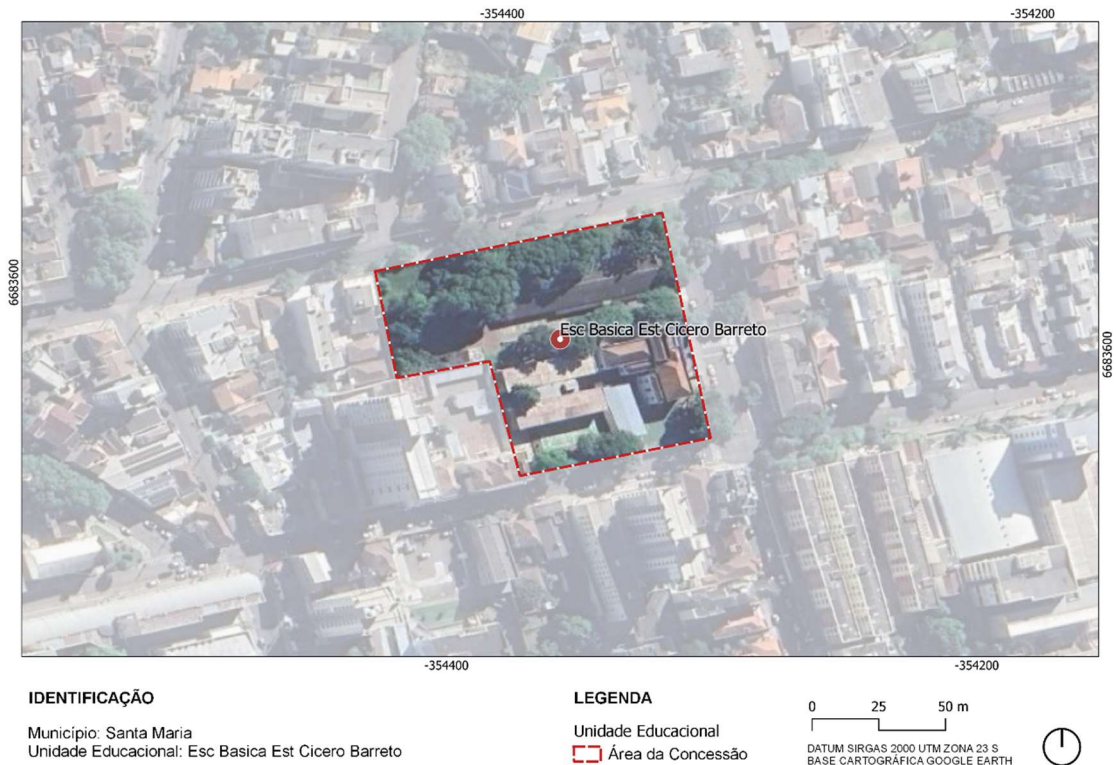 -354400
-354200
6683600
6683600
Esc Basica Est Cicero Barreto
-354400
-354200
IDENTIFICAÇÃO
Município: Santa Maria
Unidade Educacional: Esc Basica Est Cicero Barreto
LEGENDA
Unidade Educacional
Área da Concessão
0 25 50 m
DATUM SIRGAS 2000 UTM ZONA 23 S
BASE CARTOGRÁFICA GOOGLE EARTH